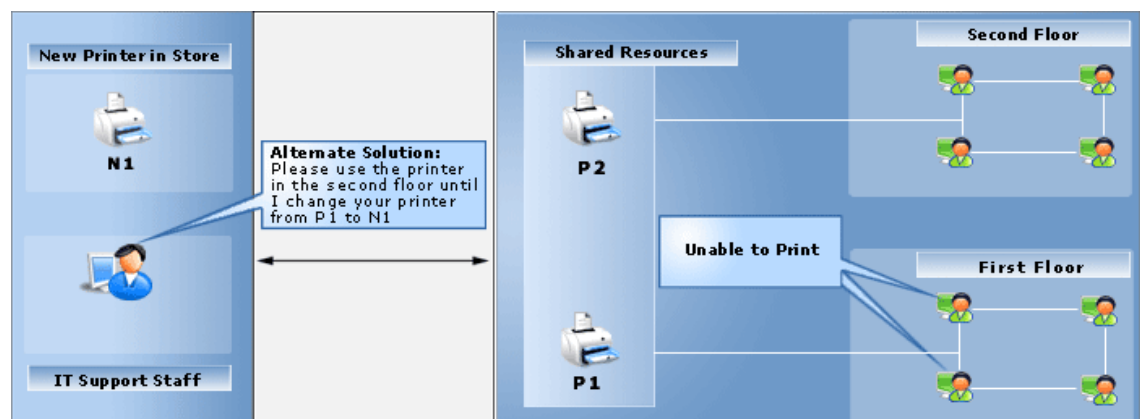 New Printer in Store
N1
Alternate Solution:
Please use the printer
in the second floor until
I change your printer
from P1 to N1
IT Support Staff
Shared Resources
P2
P1
Second Floor
Unable to Print
First Floor